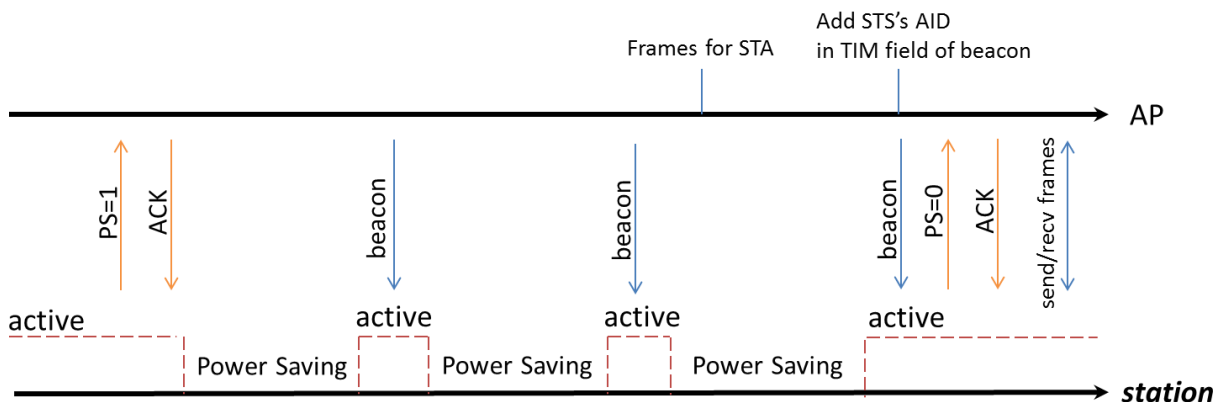 Frames for STA
Add STS's AID
in TIM field of beacon
AP
PS=1
ACK
beacon
beacon
beacon
PS=0
ACK
send/recv frames
active
active
active
active
Power Saving
Power Saving
Power Saving
station